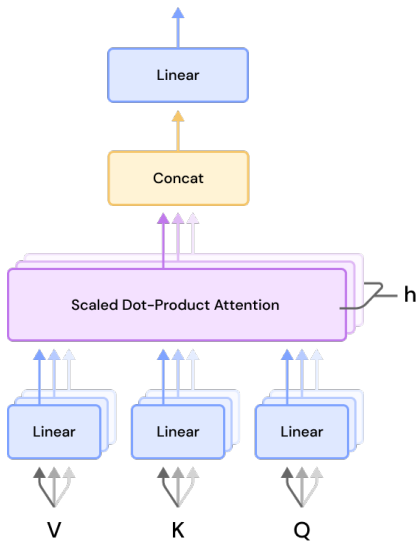 Linear
Concat
Scaled Dot-Product Attention
h
Linear Linear Linear
V K Q